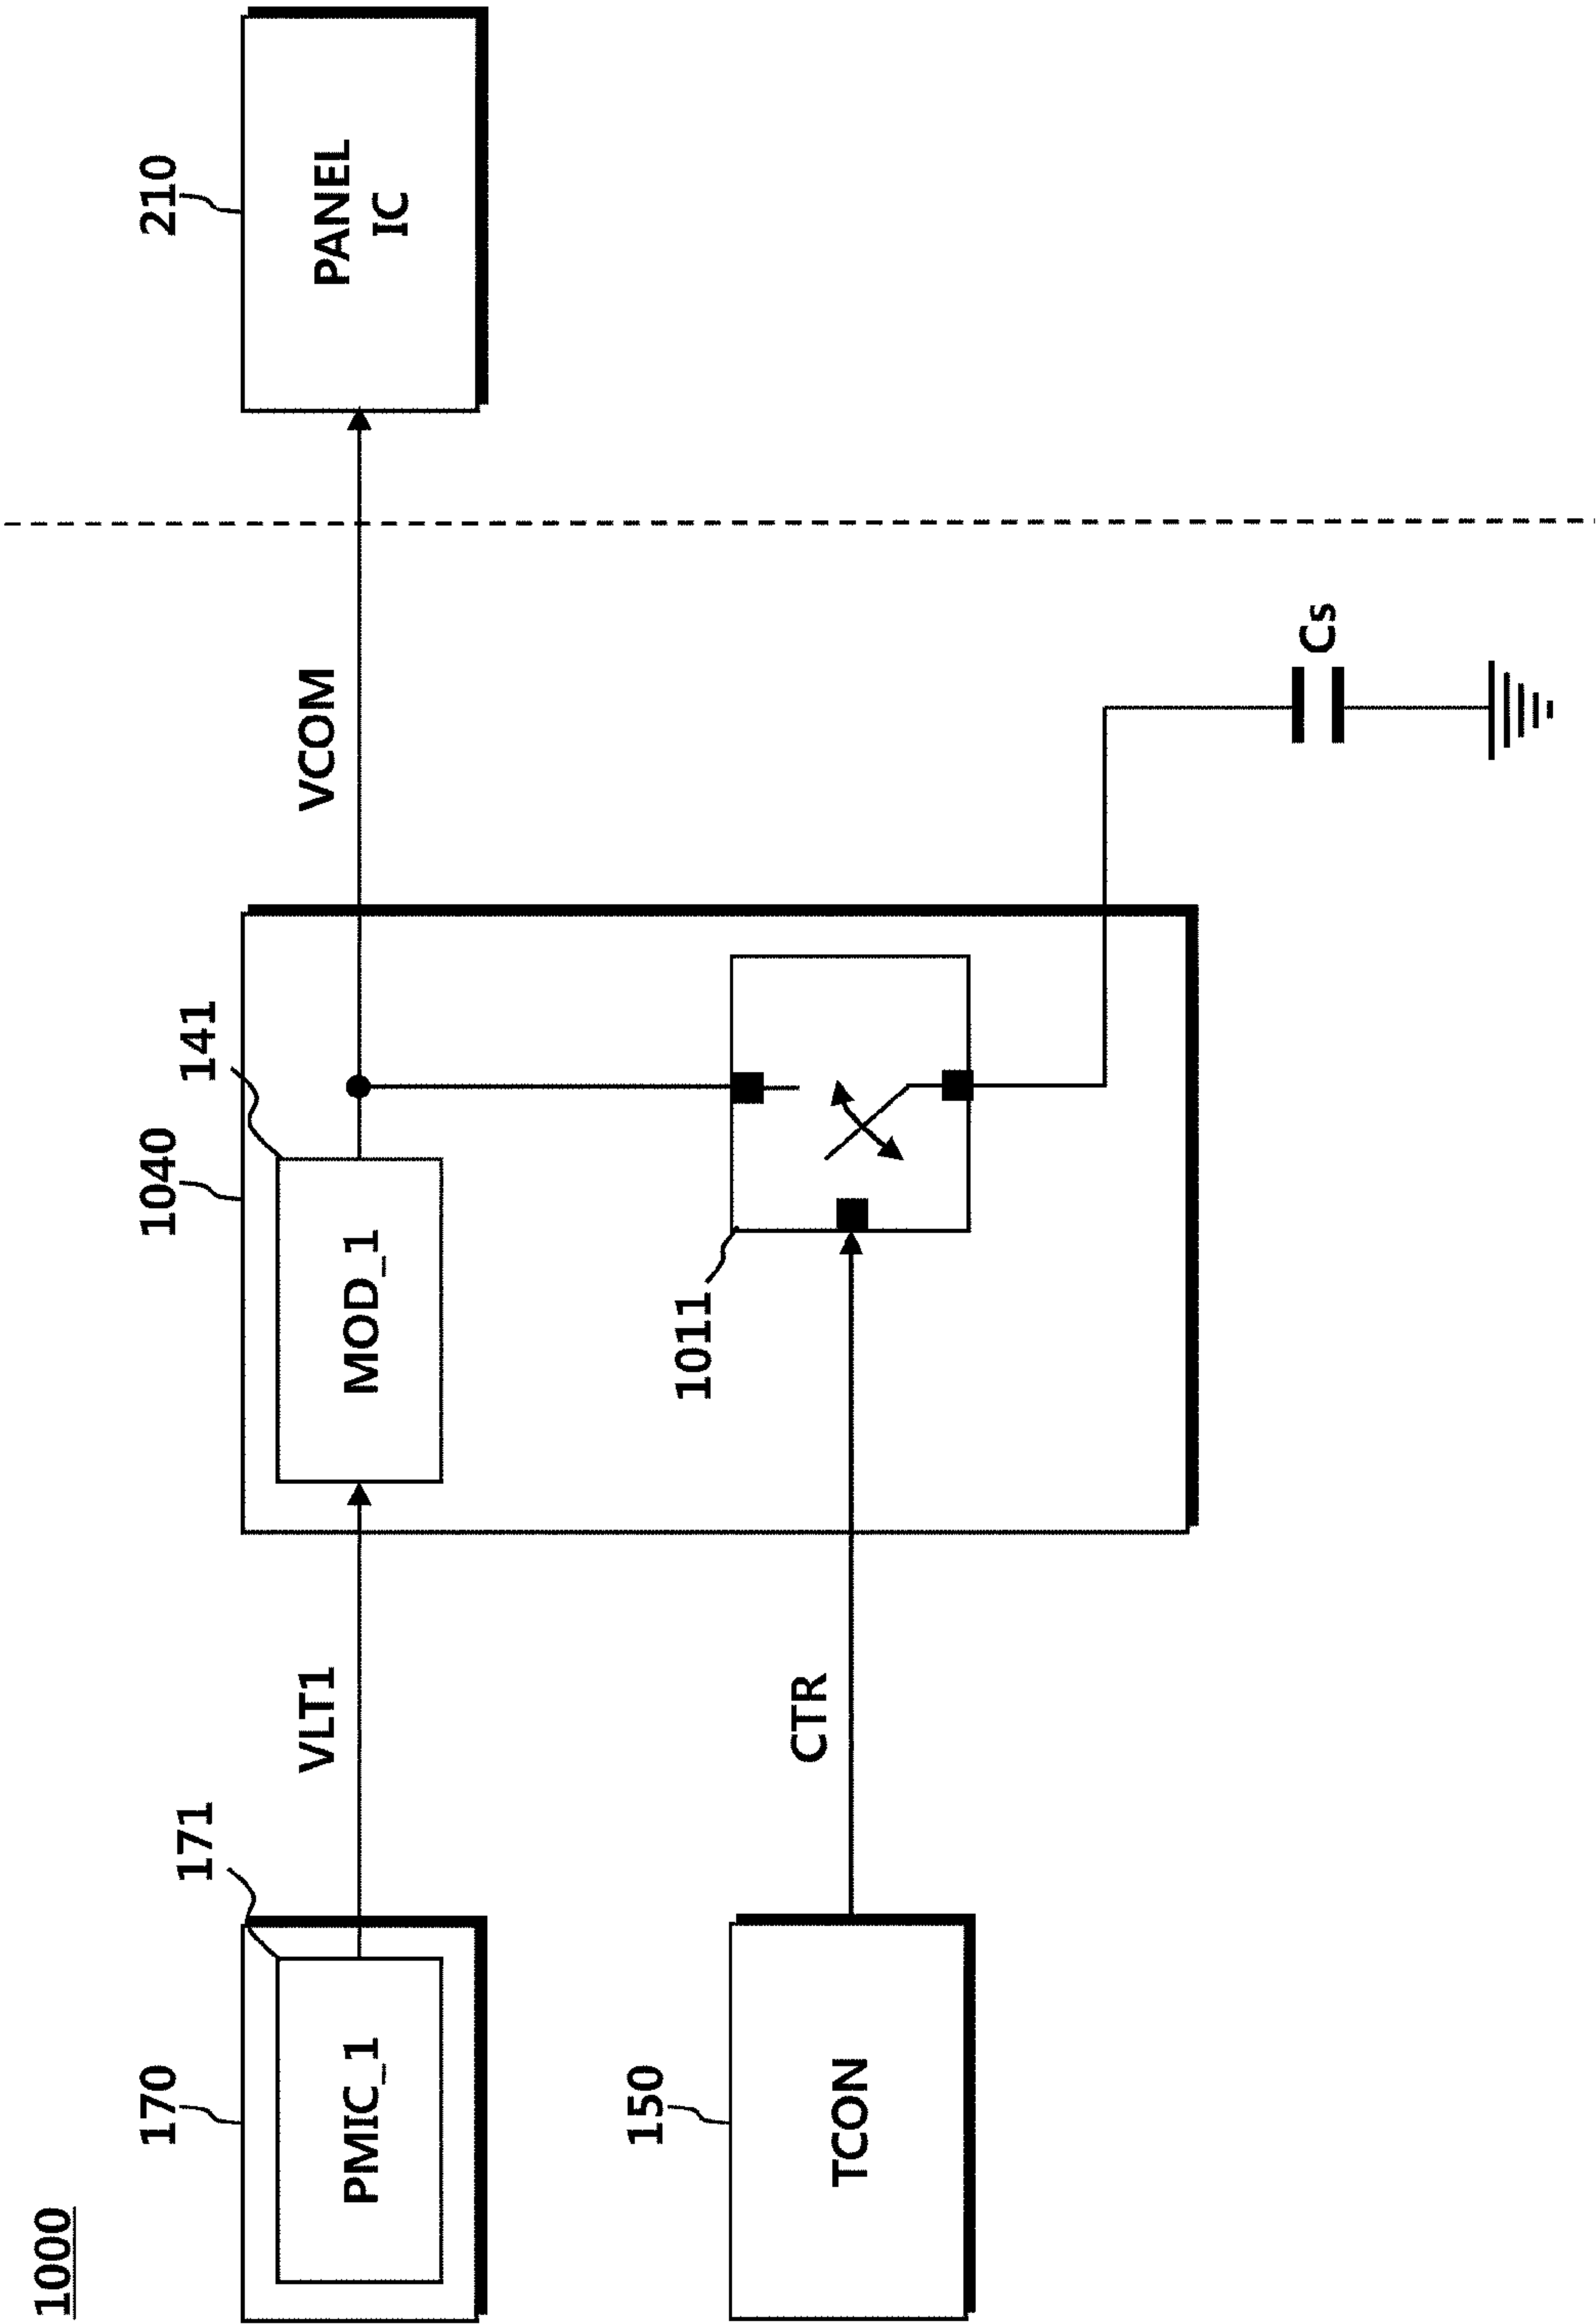 1000
170
171
PMIC_1
VLT1
1040
141
MOD_1
VCOM
210
PANEL
IC
150
TCON
CTR
1011
Cs